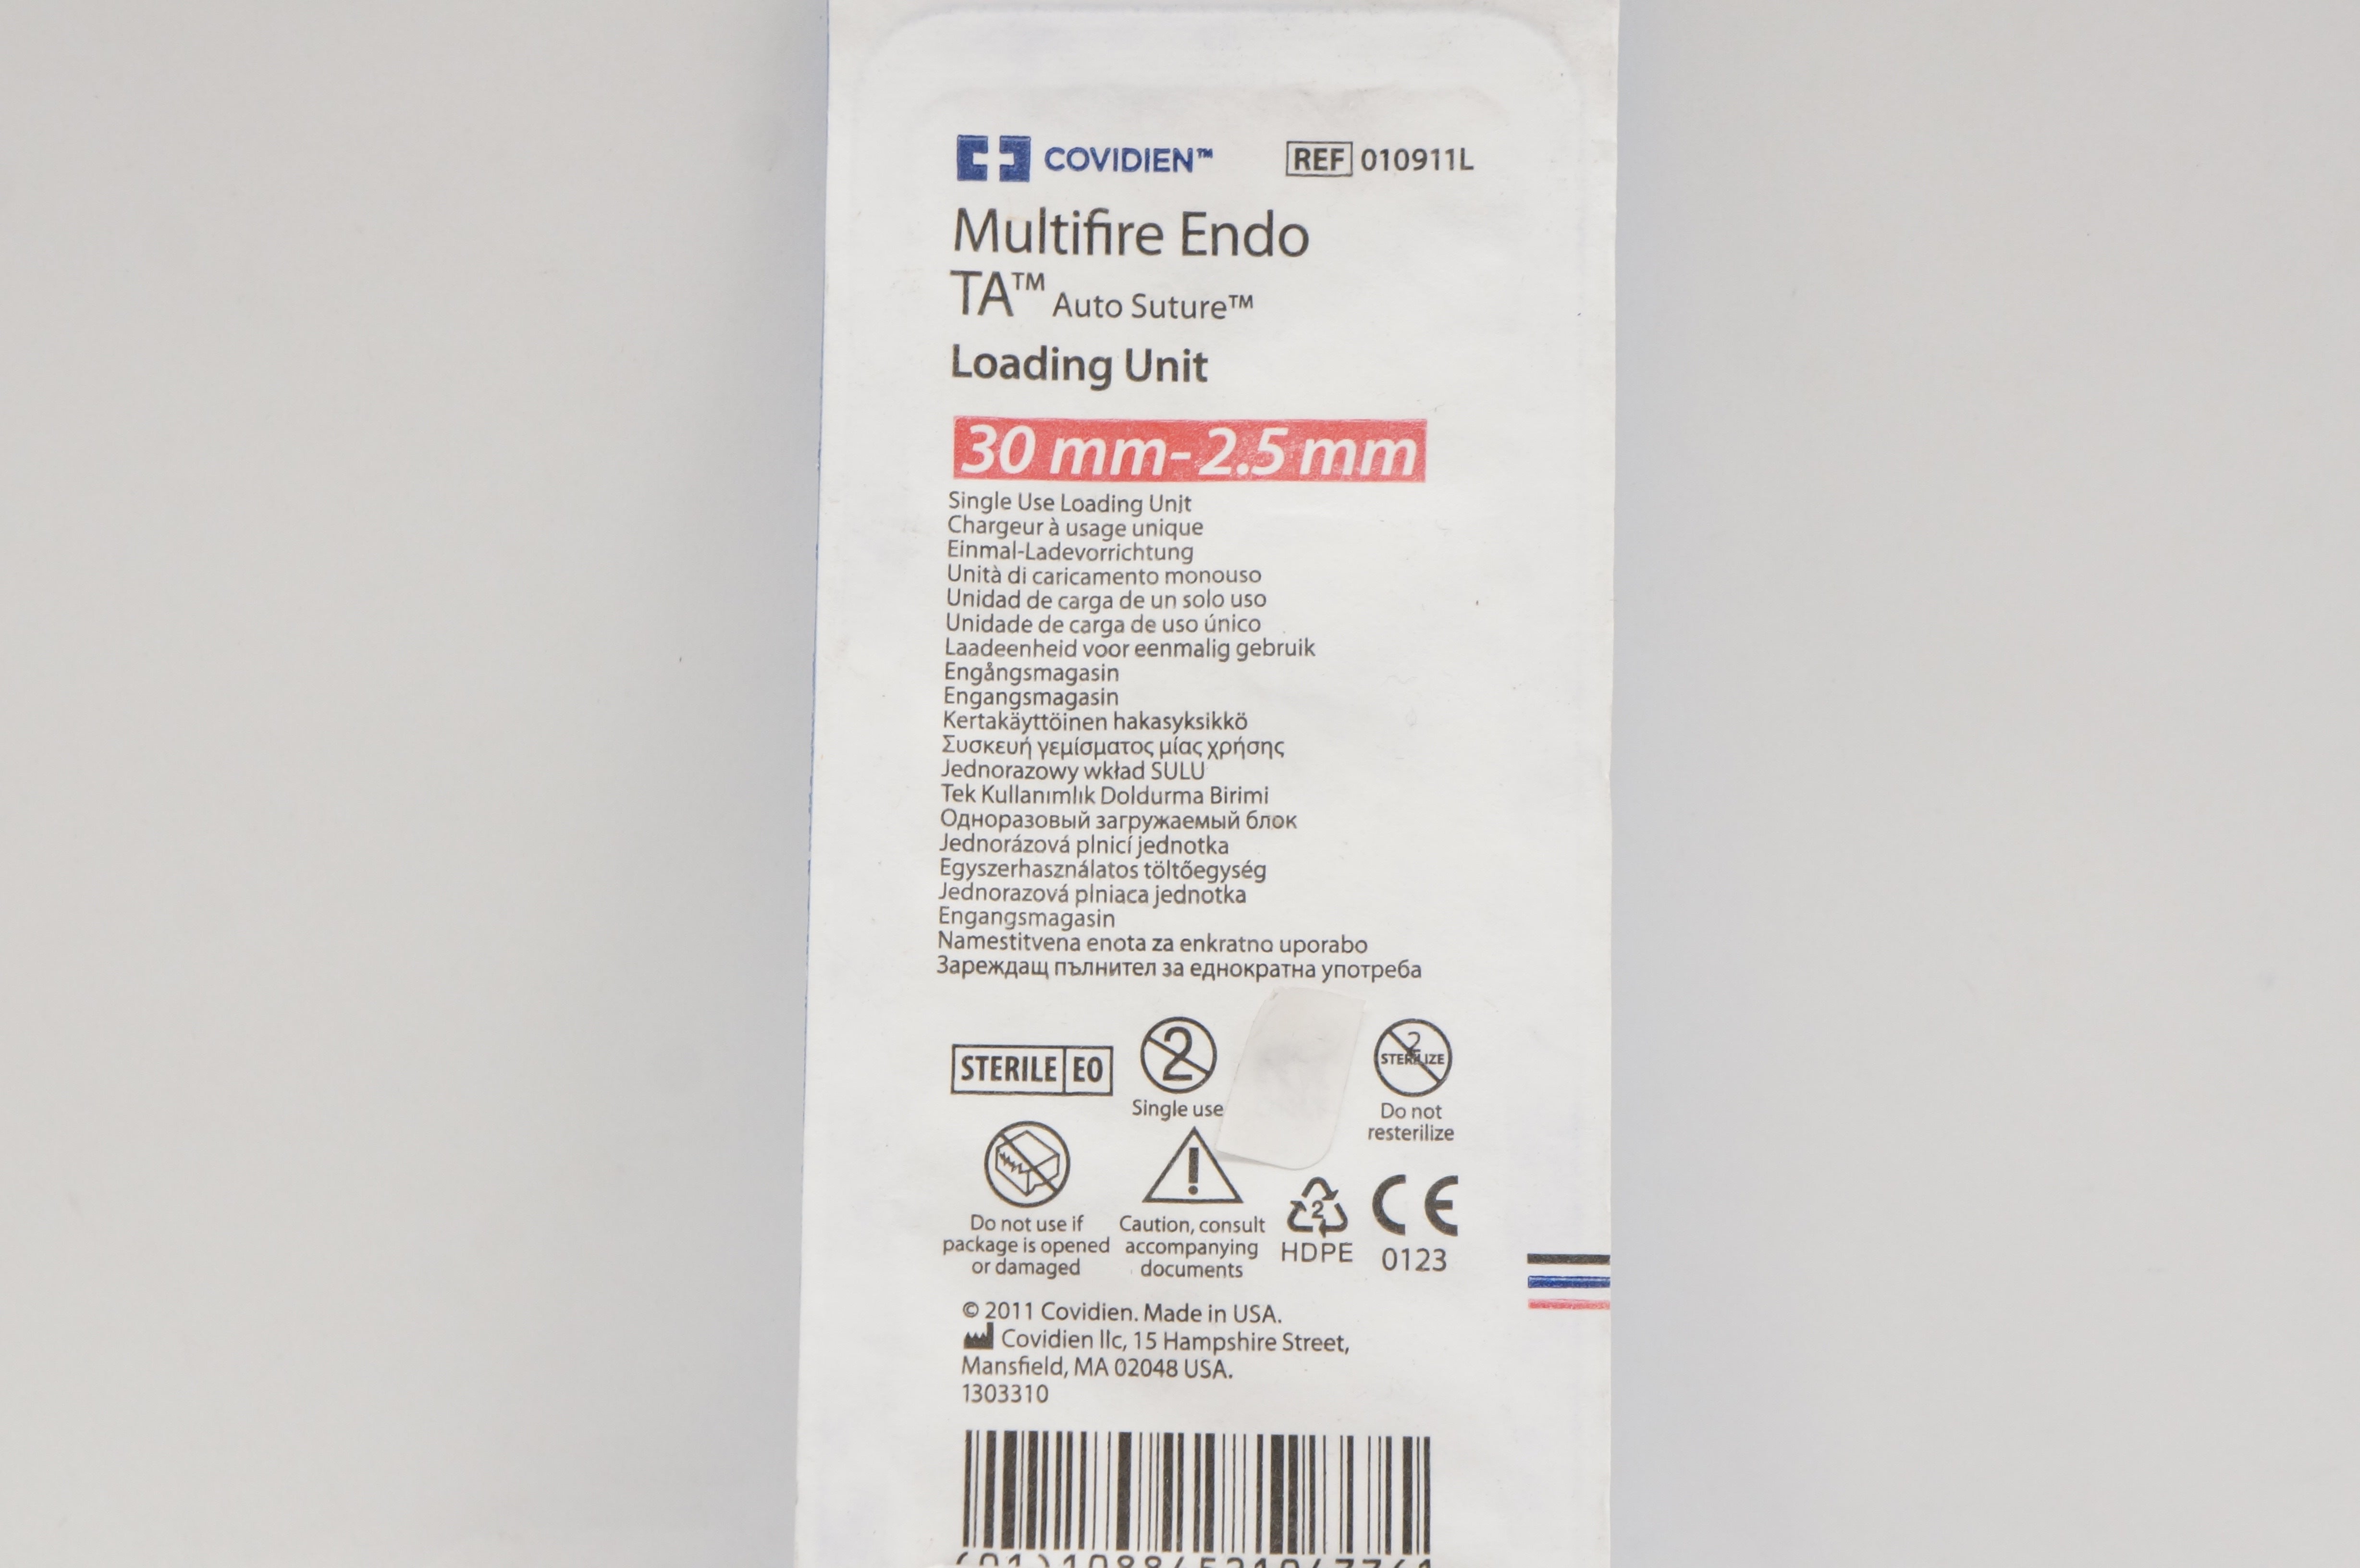 COVIDIEN™ REF 010911L
Multifire Endo
TA™ Auto Suture™
Loading Unit
30 mm-2.5 mm
Single Use Loading Unit
Chargeur à usage unique
Einmal-Ladevorrichtung
Unità di caricamento monouso
Unidad de carga de un solo uso
Unidade de carga de uso único
Laadeenheid voor eenmalig gebruik
Engångsmagasin
Engangsmagasin
Kertakäyttöinen hakasyksikkö
Συσκευή γεμίσματος μίας χρήσης
Jednorazowy wkład SULU
Tek Kullanımlık Doldurma Birimi
Одноразовый загружаемый блок
Jednorázová plnicí jednotka
Egyszerhasználatos töltőegység
Jednorazová plniaca jednotka
Engangsmagasin
Namestitvena enota za enkratno uporabo
Зареждащ пълнител за еднократна употреба
STERILE EO
2
Single use
2
STERILIZE
Do not
resterilize
Do not use if
package is opened
or damaged
Caution, consult
accompanying
documents
2
HDPE
CE
0123
© 2011 Covidien. Made in USA.
Covidien llc, 15 Hampshire Street,
Mansfield, MA 02048 USA.
1303310